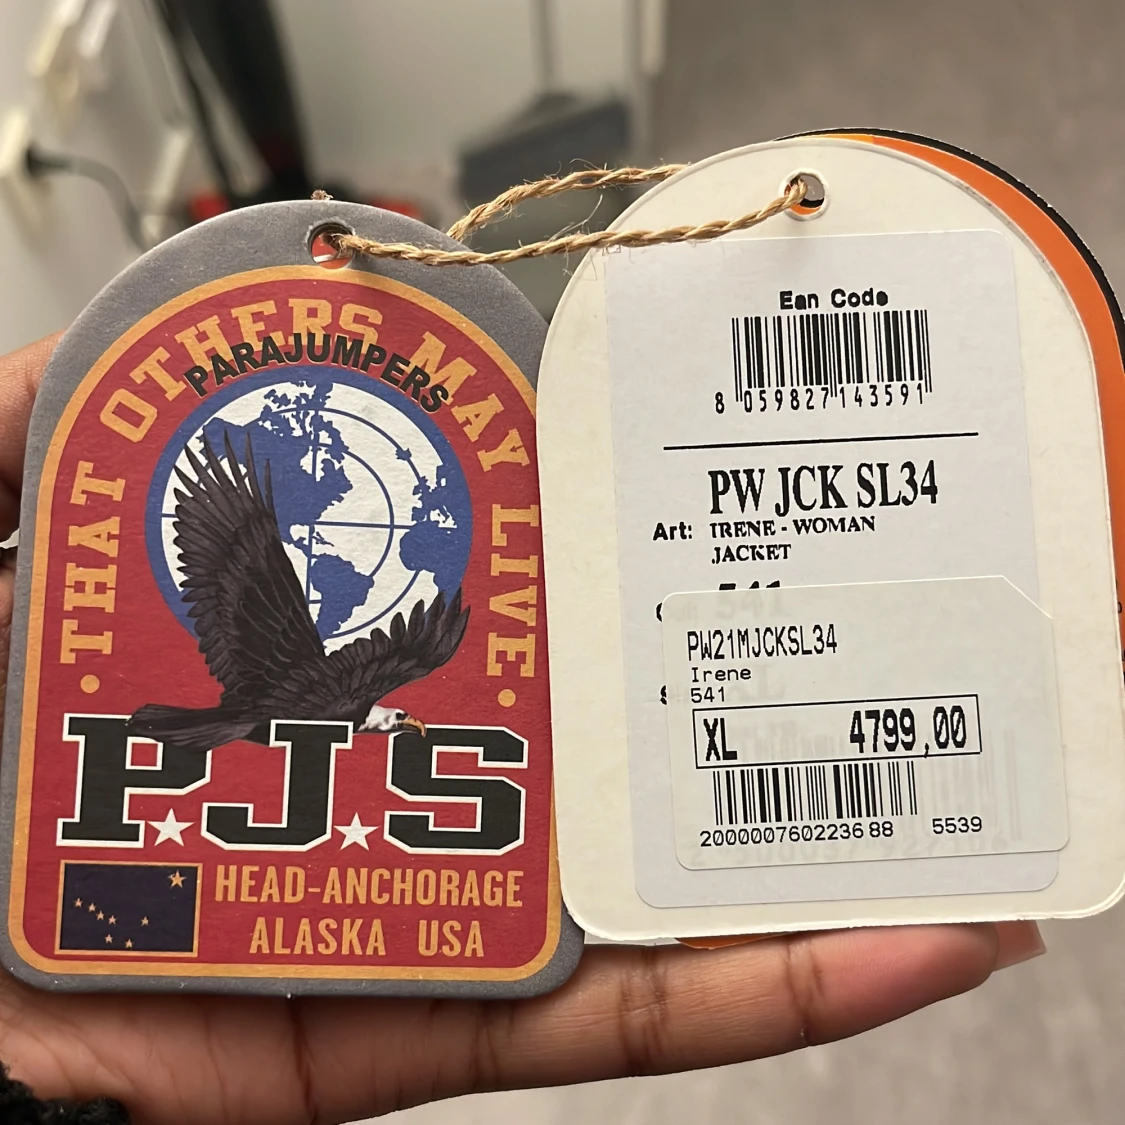 THAT OTHERS MAY LIVE
PARAJUMPERS
P.J.S
HEAD-ANCHORAGE
ALASKA USA
Ean Code
8 059827 143591
PW JCK SL34
Art: IRENE - WOMAN
JACKET
541
PW21MJCKSL34
Irene
541
XL 4799,00
2000007602236 88 5539